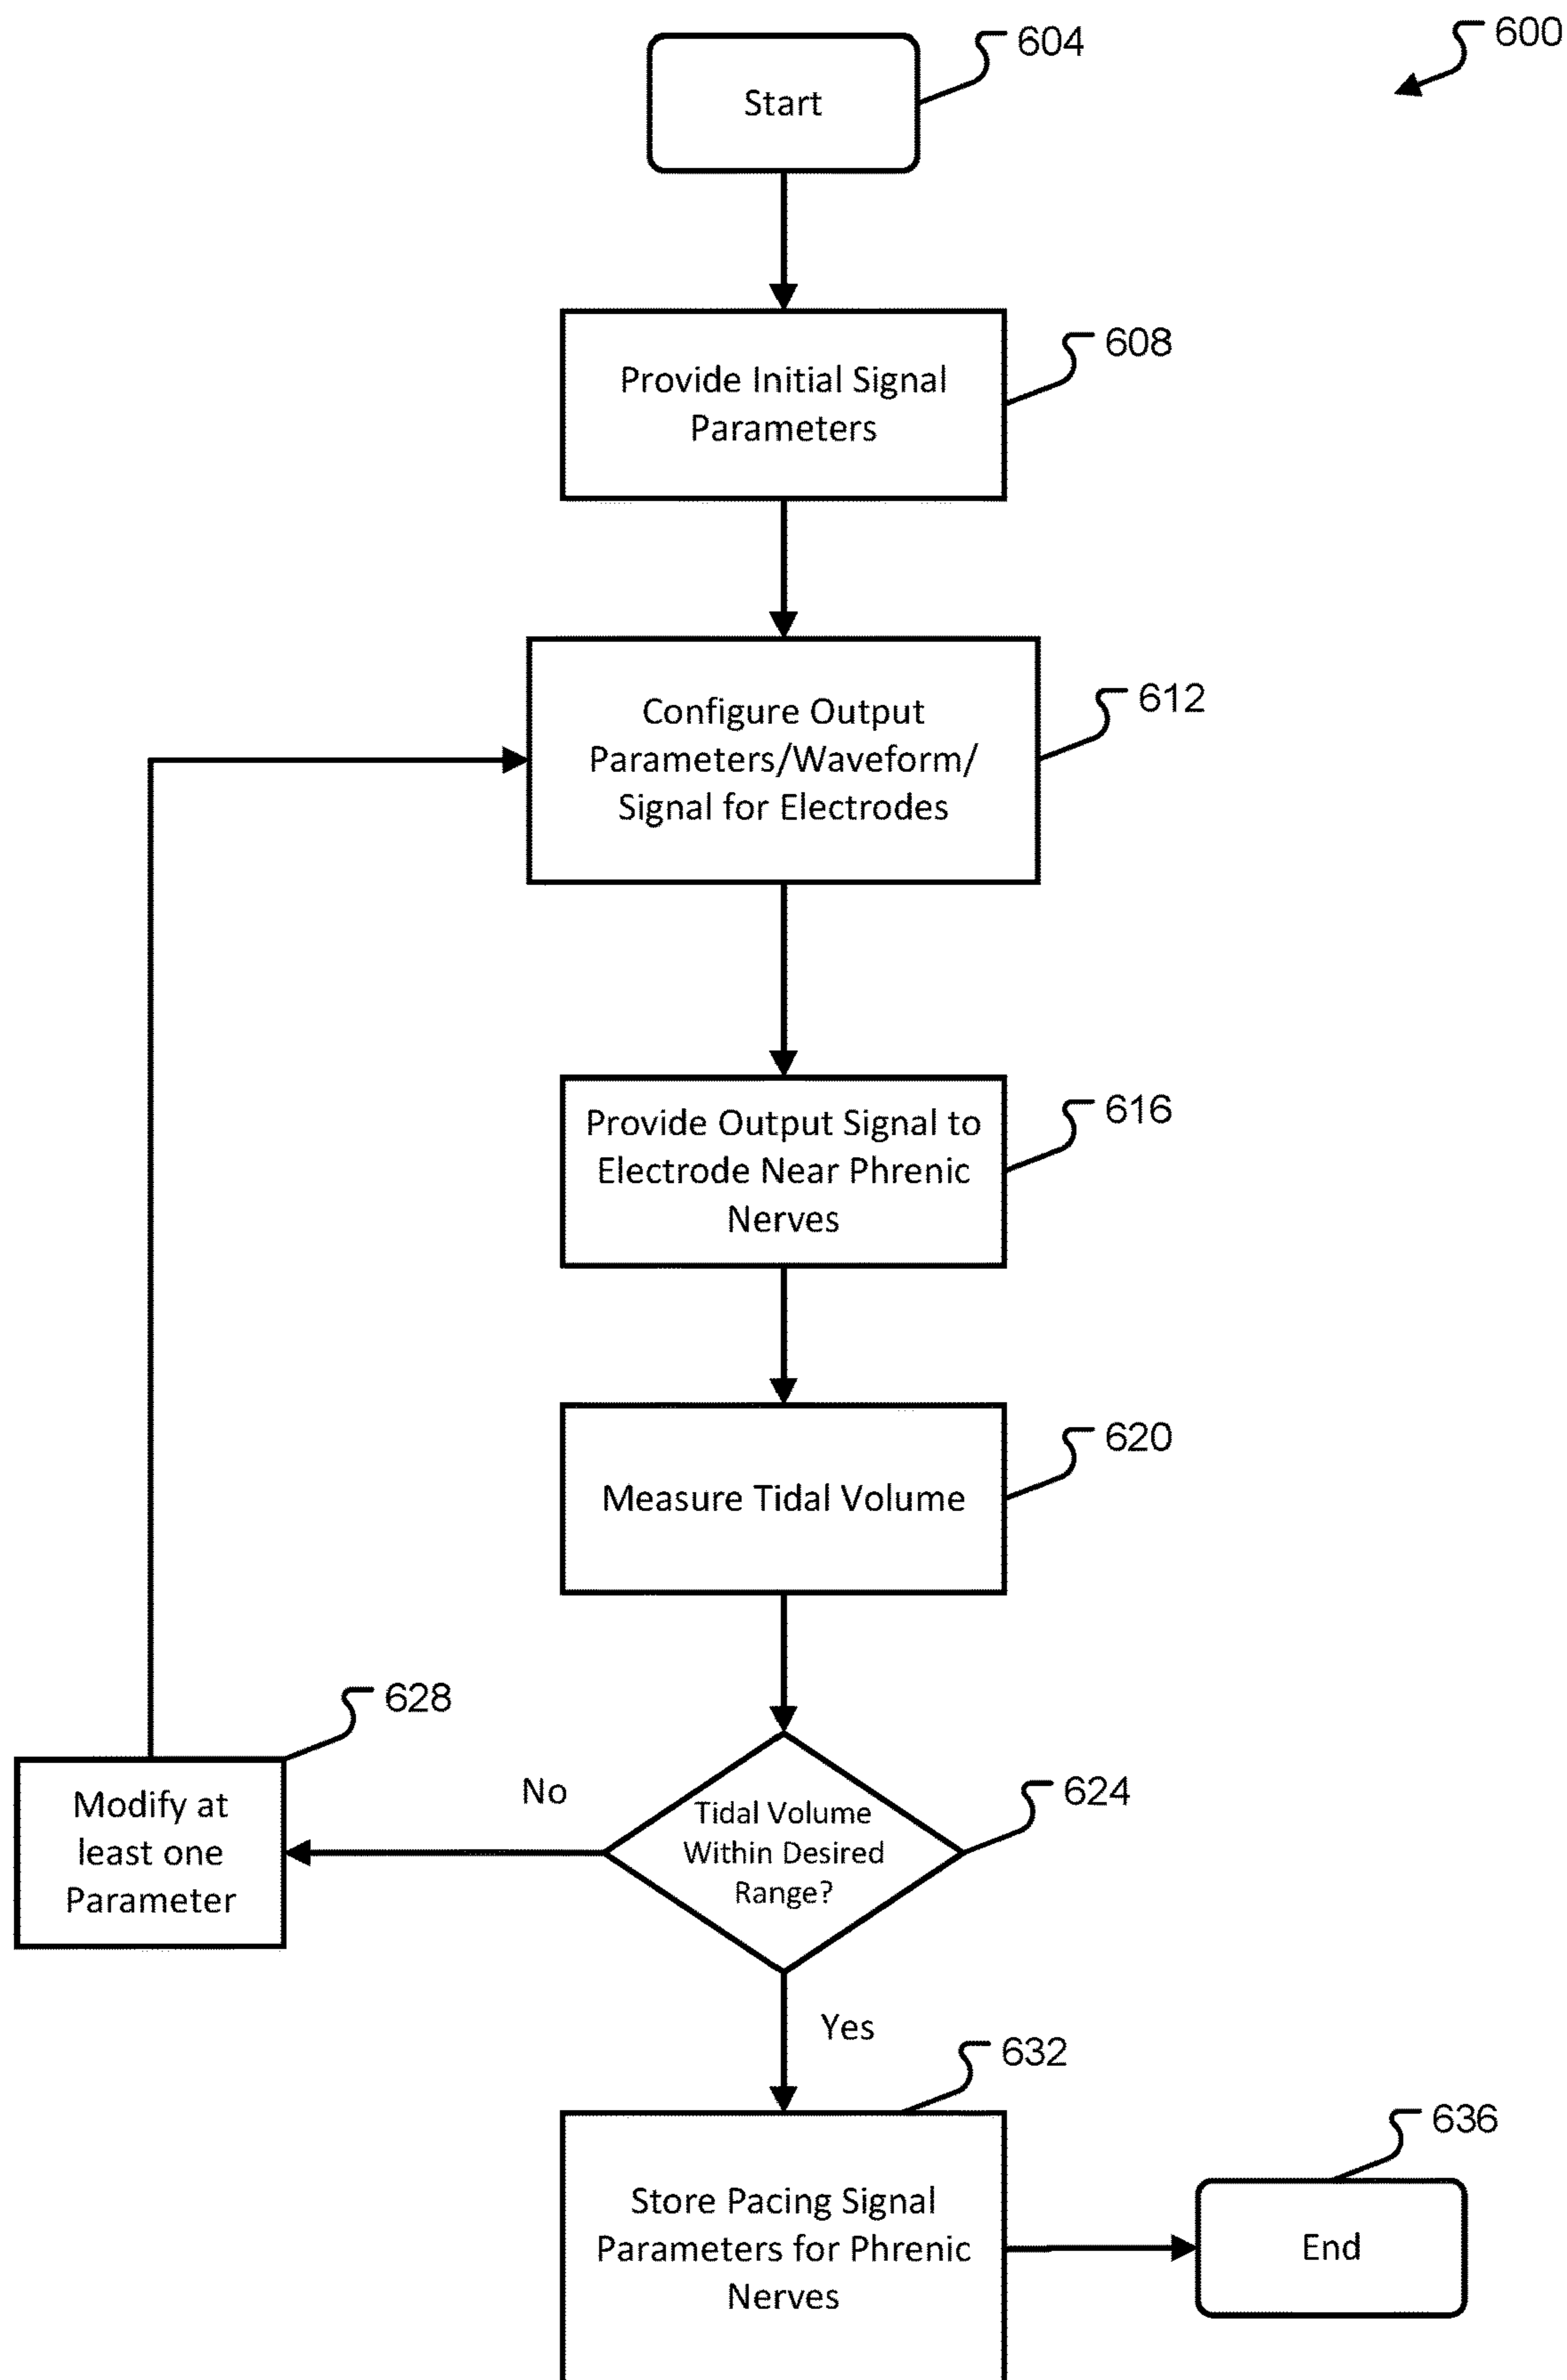 600
604
Start
608
Provide Initial Signal
Parameters
612
Configure Output
Parameters/Waveform/
Signal for Electrodes
616
Provide Output Signal to
Electrode Near Phrenic
Nerves
620
Measure Tidal Volume
624
Tidal Volume
Within Desired
Range?
No
628
Modify at
least one
Parameter
Yes
632
Store Pacing Signal
Parameters for Phrenic
Nerves
636
End